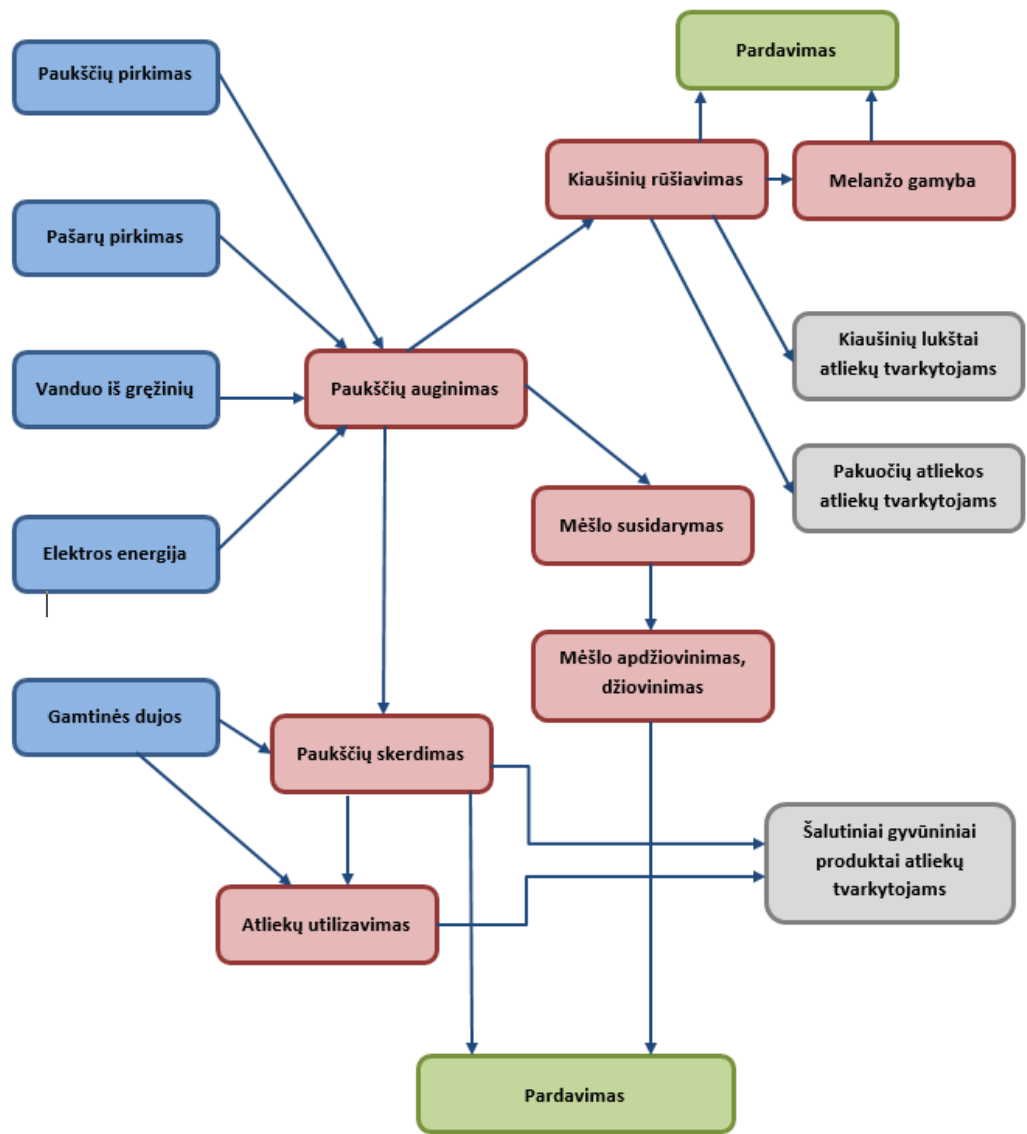 Pardavimas
Paukščių pirkimas
Kiaušinių rūšiavimas
Melanžo gamyba
Pašarų pirkimas
Kiaušinių lukštai
atliekų tvarkytojams
Vanduo iš gręžinių
Paukščių auginimas
Pakuočių atliekos
atliekų tvarkytojams
Mėšlo susidarymas
Elektros energija
Mėšlo apdžiovinimas,
džiovinimas
Gamtinės dujos
Paukščių skerdimas
Šalutiniai gyvūniniai
produktai atliekų
tvarkytojams
Atliekų utilizavimas
Pardavimas